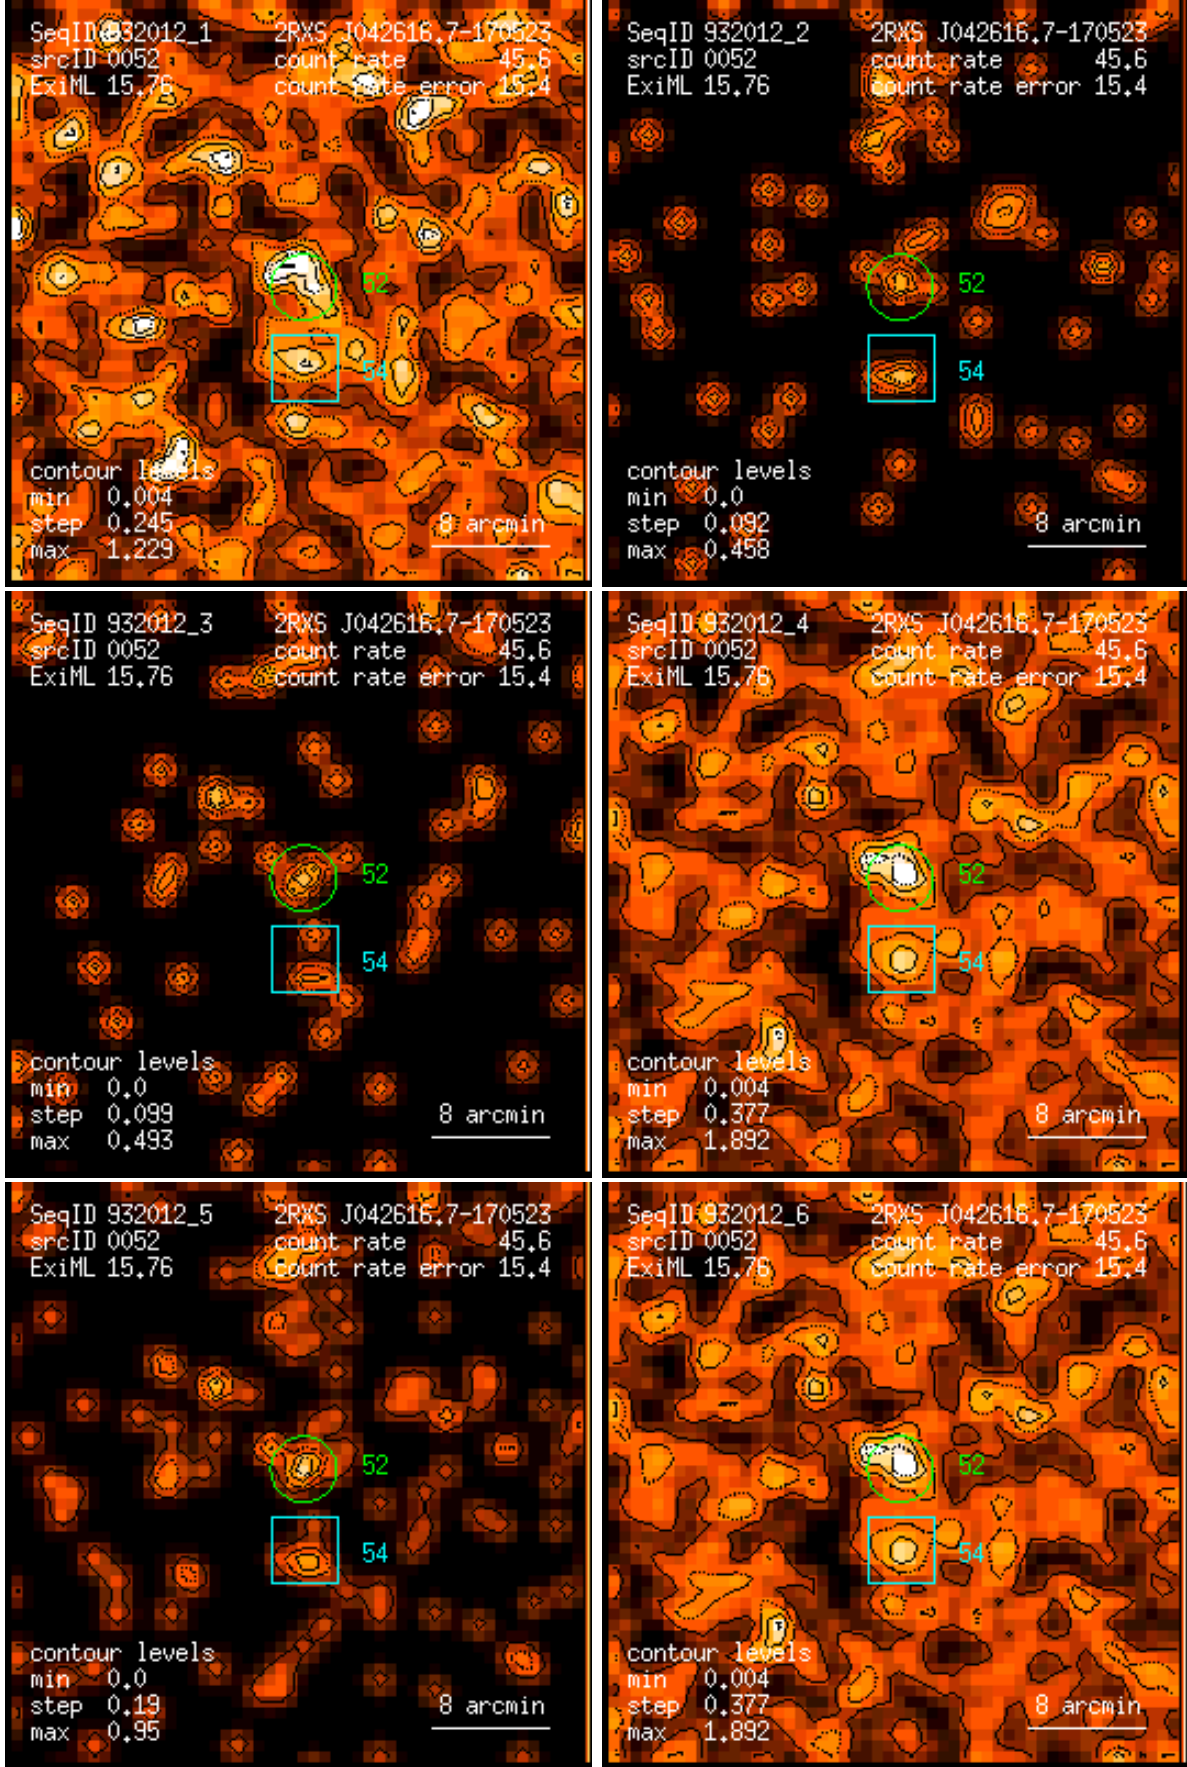 SeqID 932012_1 2RXS J042616.7-170523
srcID 0052 count rate 45.6
ExiML 15.76 count rate error 15.4
52
54
contour levels
min 0.004
step 0.245 8 arcmin
max 1.229
SeqID 932012_2 2RXS J042616.7-170523
srcID 0052 count rate 45.6
ExiML 15.76 count rate error 15.4
52
54
contour levels
min 0.0
step 0.092 8 arcmin
max 0.458
SeqID 932012_3 2RXS J042616.7-170523
srcID 0052 count rate 45.6
ExiML 15.76 count rate error 15.4
52
54
contour levels
min 0.0
step 0.099 8 arcmin
max 0.493
SeqID 932012_4 2RXS J042616.7-170523
srcID 0052 count rate 45.6
ExiML 15.76 count rate error 15.4
52
54
contour levels
min 0.004
step 0.377 8 arcmin
max 1.892
SeqID 932012_5 2RXS J042616.7-170523
srcID 0052 count rate 45.6
ExiML 15.76 count rate error 15.4
52
54
contour levels
min 0.0
step 0.19 8 arcmin
max 0.95
SeqID 932012_6 2RXS J042616.7-170523
srcID 0052 count rate 45.6
ExiML 15.76 count rate error 15.4
52
54
contour levels
min 0.004
step 0.377 8 arcmin
max 1.892